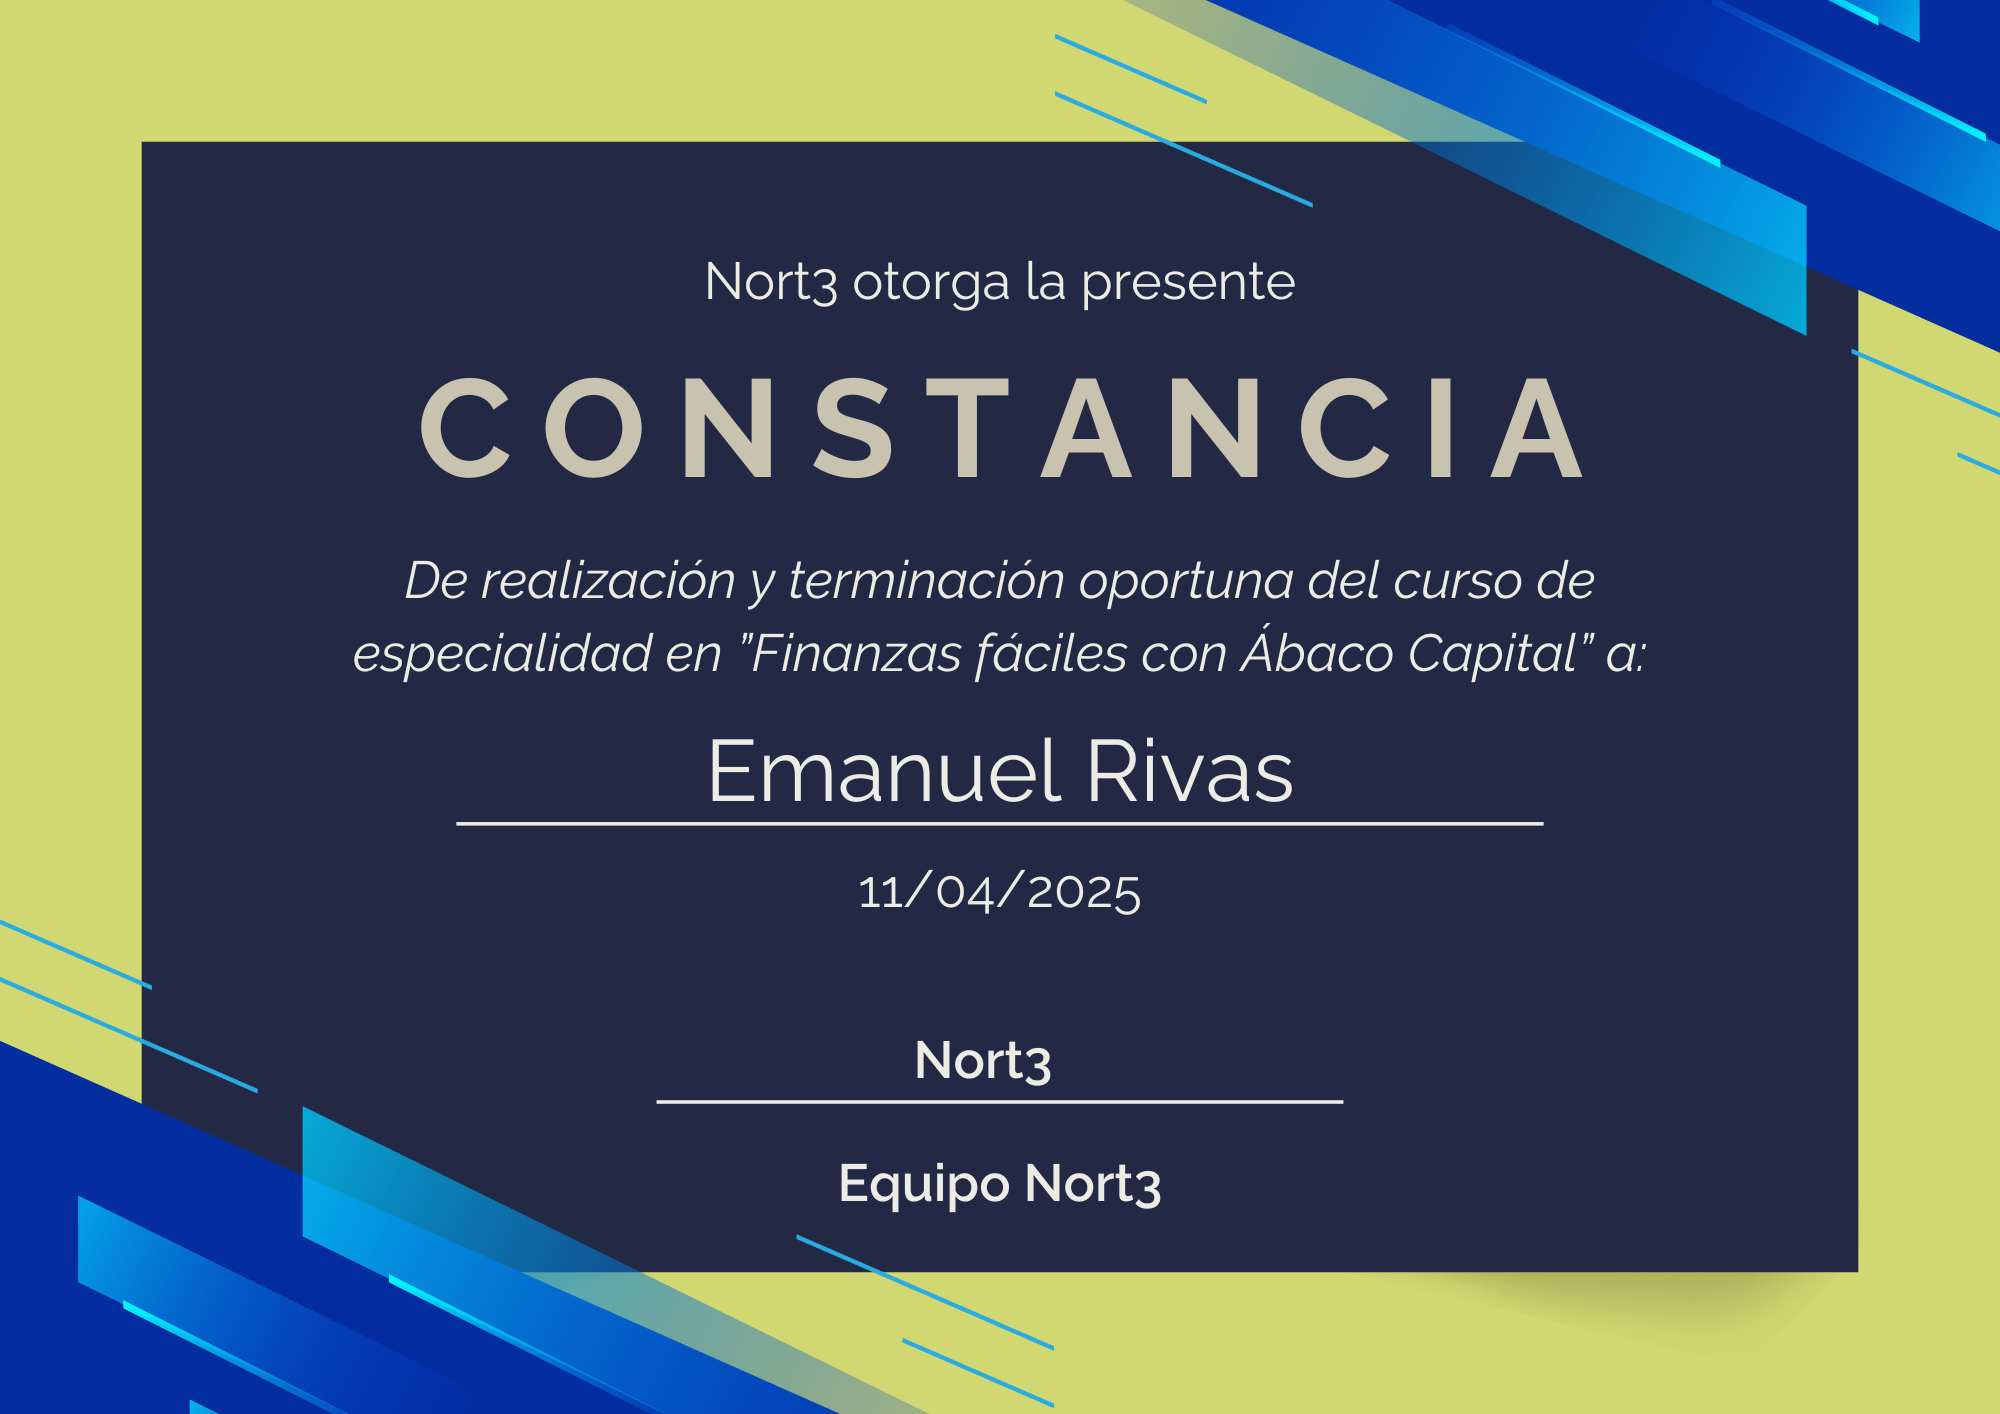 Nort3 otorga la presente
CONSTANCIA
De realización y terminación oportuna del curso de
especialidad en ”Finanzas fáciles con Ábaco Capital” a:
Emanuel Rivas
11/04/2025
Nort3
Equipo Nort3